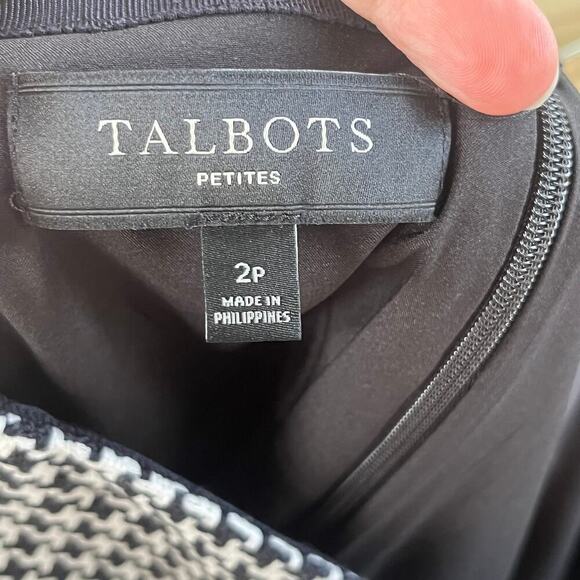 TALBOTS
PETITES
2P
MADE IN
PHILIPPINES